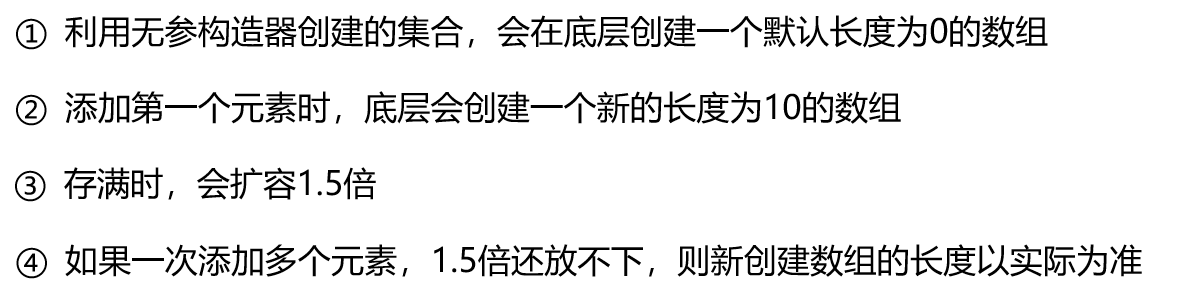 ① 利用无参构造器创建的集合，会在底层创建一个默认长度为0的数组
② 添加第一个元素时，底层会创建一个新的长度为10的数组
③ 存满时，会扩容1.5倍
④ 如果一次添加多个元素，1.5倍还放不下，则新创建数组的长度以实际为准